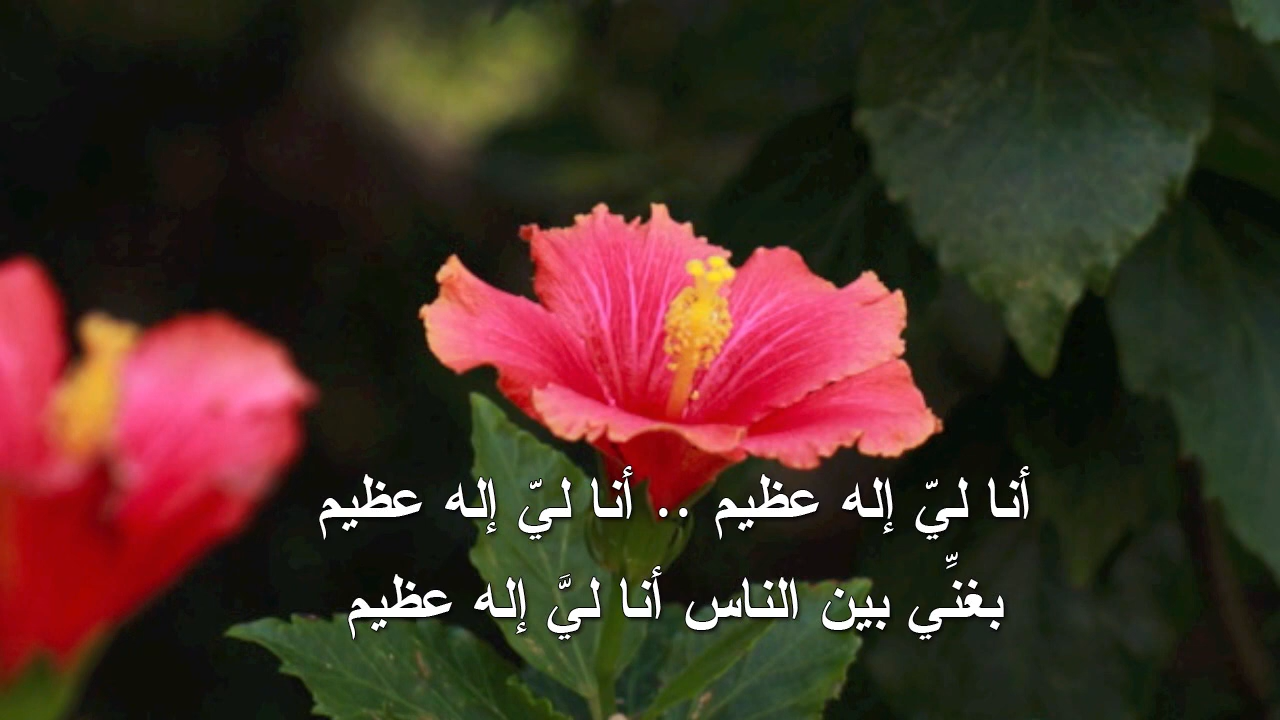 أنا ليّ إله عظيم .. أنا ليّ إله عظيم
بغنِّي بين الناس أنا ليَّ إله عظيم